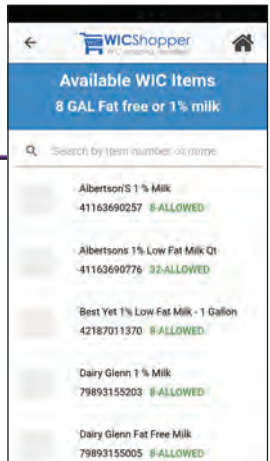 WICShopper
WIC shopping, simplified!
Available WIC Items
8 GAL Fat free or 1% milk
Search by item number or name
Albertson'S 1 % Milk
41163690257 8-ALLOWED
Albertsons 1% Low Fat Milk Qt
41163690776 32-ALLOWED
Best Yet 1% Low Fat Milk - 1 Gallon
42187011370 8-ALLOWED
Dairy Glenn 1 % Milk
79893155203 8-ALLOWED
Dairy Glenn Fat Free Milk
79893155005 8-ALLOWED